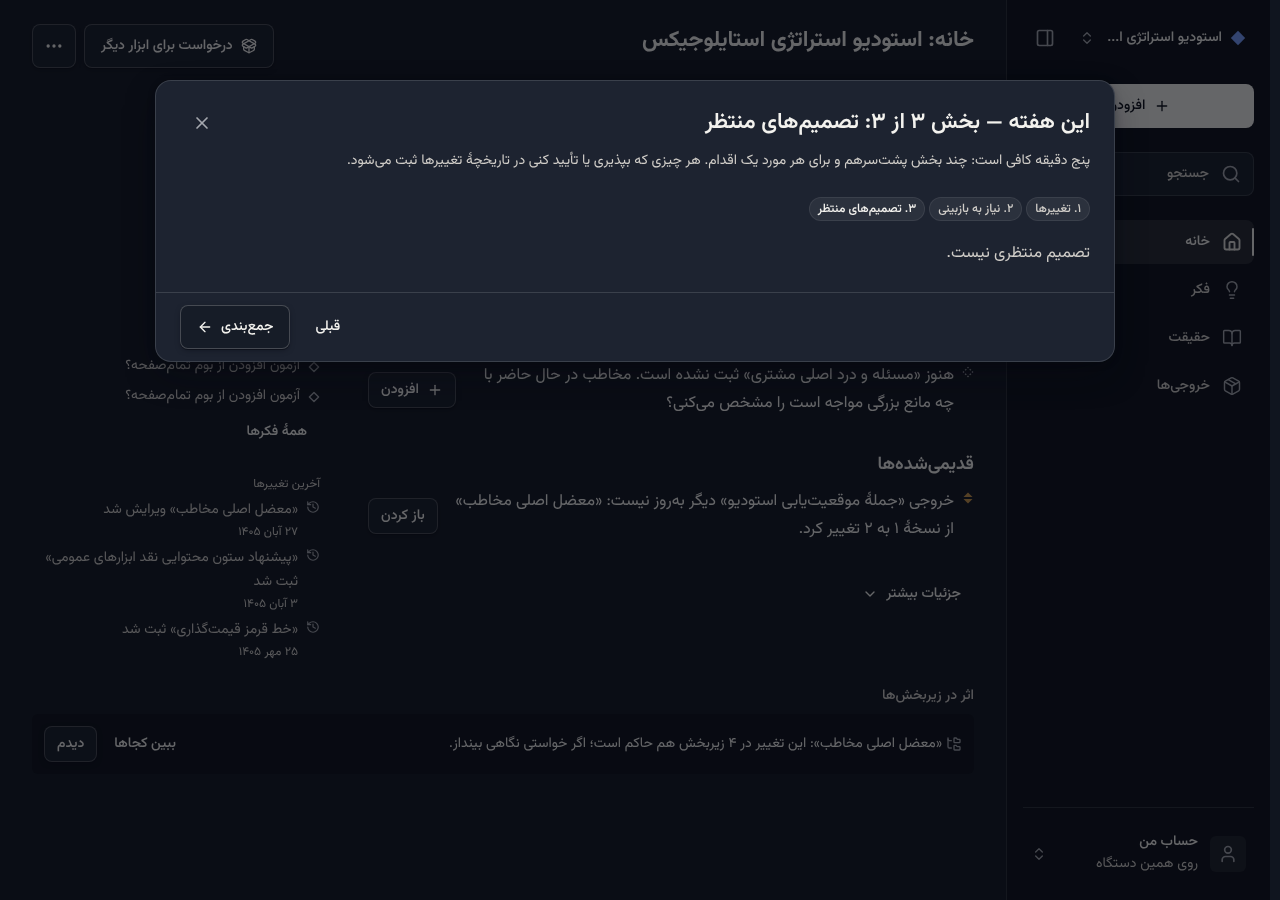 استودیو استراتژی ا...
افزودن
جستجو
خانه
فکر
حقیقت
خروجی‌ها
حساب من
روی همین دستگاه
خانه: استودیو استراتژی استایلوجیکس
درخواست برای ابزار دیگر
این هفته — بخش ۳ از ۳: تصمیم‌های منتظر
پنج دقیقه کافی است: چند بخش پشت‌سرهم و برای هر مورد یک اقدام. هر چیزی که بپذیری یا تأیید کنی در تاریخچهٔ تغییرها ثبت می‌شود.
۱. تغییرها
۲. نیاز به بازبینی
۳. تصمیم‌های منتظر
تصمیم منتظری نیست.
قبلی
جمع‌بندی
هنوز «مسئله و درد اصلی مشتری» ثبت نشده است. مخاطب در حال حاضر با
چه مانع بزرگی مواجه است را مشخص می‌کنی؟
افزودن
قدیمی‌شده‌ها
خروجی «جملهٔ موقعیت‌یابی استودیو» دیگر به‌روز نیست: «معضل اصلی مخاطب»
از نسخهٔ ۱ به ۲ تغییر کرد.
باز کردن
جزئیات بیشتر
آزمون افزودن از بوم تمام‌صفحه؟
آزمون افزودن از بوم تمام‌صفحه؟
همهٔ فکرها
آخرین تغییرها
«معضل اصلی مخاطب» ویرایش شد
۲۷ آبان ۱۴۰۵
«پیشنهاد ستون محتوایی نقد ابزارهای عمومی»
ثبت شد
۳ آبان ۱۴۰۵
«خط قرمز قیمت‌گذاری» ثبت شد
۲۵ مهر ۱۴۰۵
اثر در زیربخش‌ها
«معضل اصلی مخاطب»: این تغییر در ۴ زیربخش هم حاکم است؛ اگر خواستی نگاهی بینداز.
ببین کجاها
دیدم